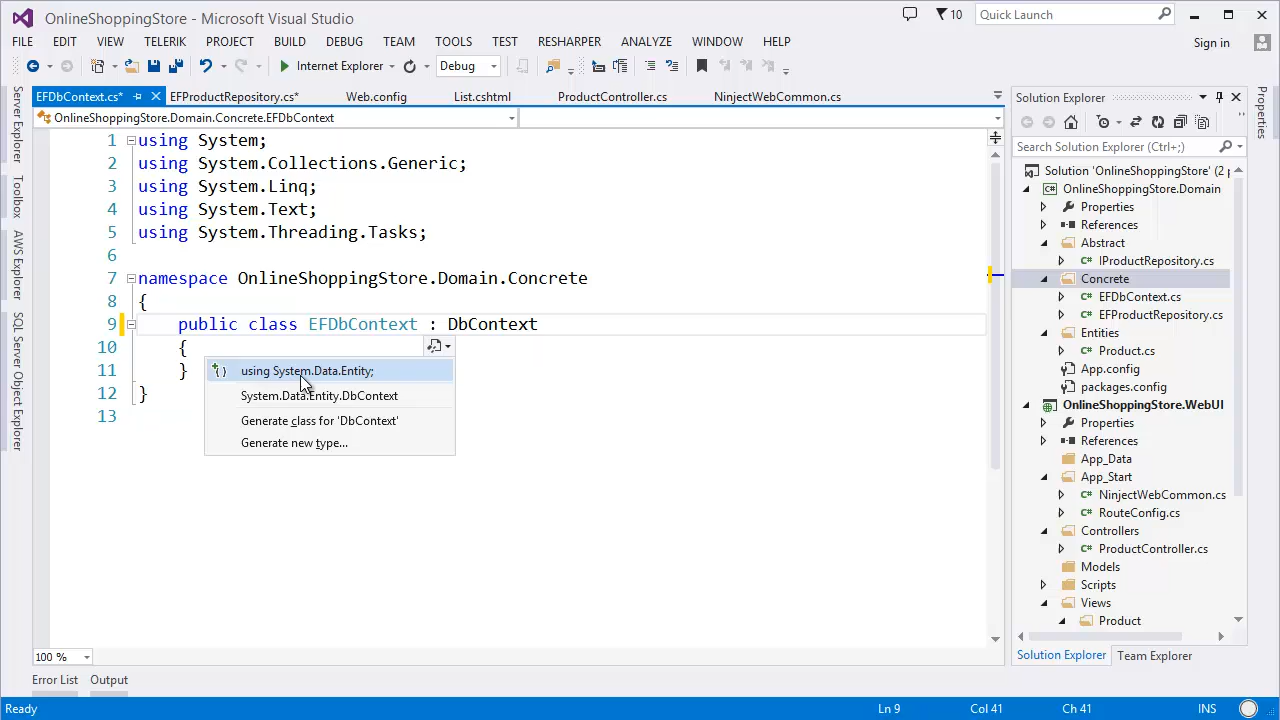 OnlineShoppingStore - Microsoft Visual Studio
10
Quick Launch
FILE EDIT VIEW TELERIK PROJECT BUILD DEBUG TEAM TOOLS TEST RESHARPER ANALYZE WINDOW HELP
Sign in
Internet Explorer
Debug
EFDbContext.cs* EFProductRepository.cs* Web.config List.cshtml ProductController.cs NinjectWebCommon.cs
OnlineShoppingStore.Domain.Concrete.EFDbContext
1 using System;
2 using System.Collections.Generic;
3 using System.Linq;
4 using System.Text;
5 using System.Threading.Tasks;
6
7 namespace OnlineShoppingStore.Domain.Concrete
8 {
9 public class EFDbContext : DbContext
10 {
11 }
12 }
13
using System.Data.Entity;
System.Data.Entity.DbContext
Generate class for 'DbContext'
Generate new type...
100 %
Server Explorer
Toolbox
AWS Explorer
SQL Server Object Explorer
Solution Explorer
Search Solution Explorer (Ctrl+;)
Solution 'OnlineShoppingStore' (2 p
OnlineShoppingStore.Domain
Properties
References
Abstract
IProductRepository.cs
Concrete
EFDbContext.cs
EFProductRepository.cs
Entities
Product.cs
App.config
packages.config
OnlineShoppingStore.WebUI
Properties
References
App_Data
App_Start
NinjectWebCommon.cs
RouteConfig.cs
Controllers
ProductController.cs
Models
Scripts
Views
Product
Solution Explorer Team Explorer
Properties
Error List Output
Ready Ln 9 Col 41 Ch 41 INS